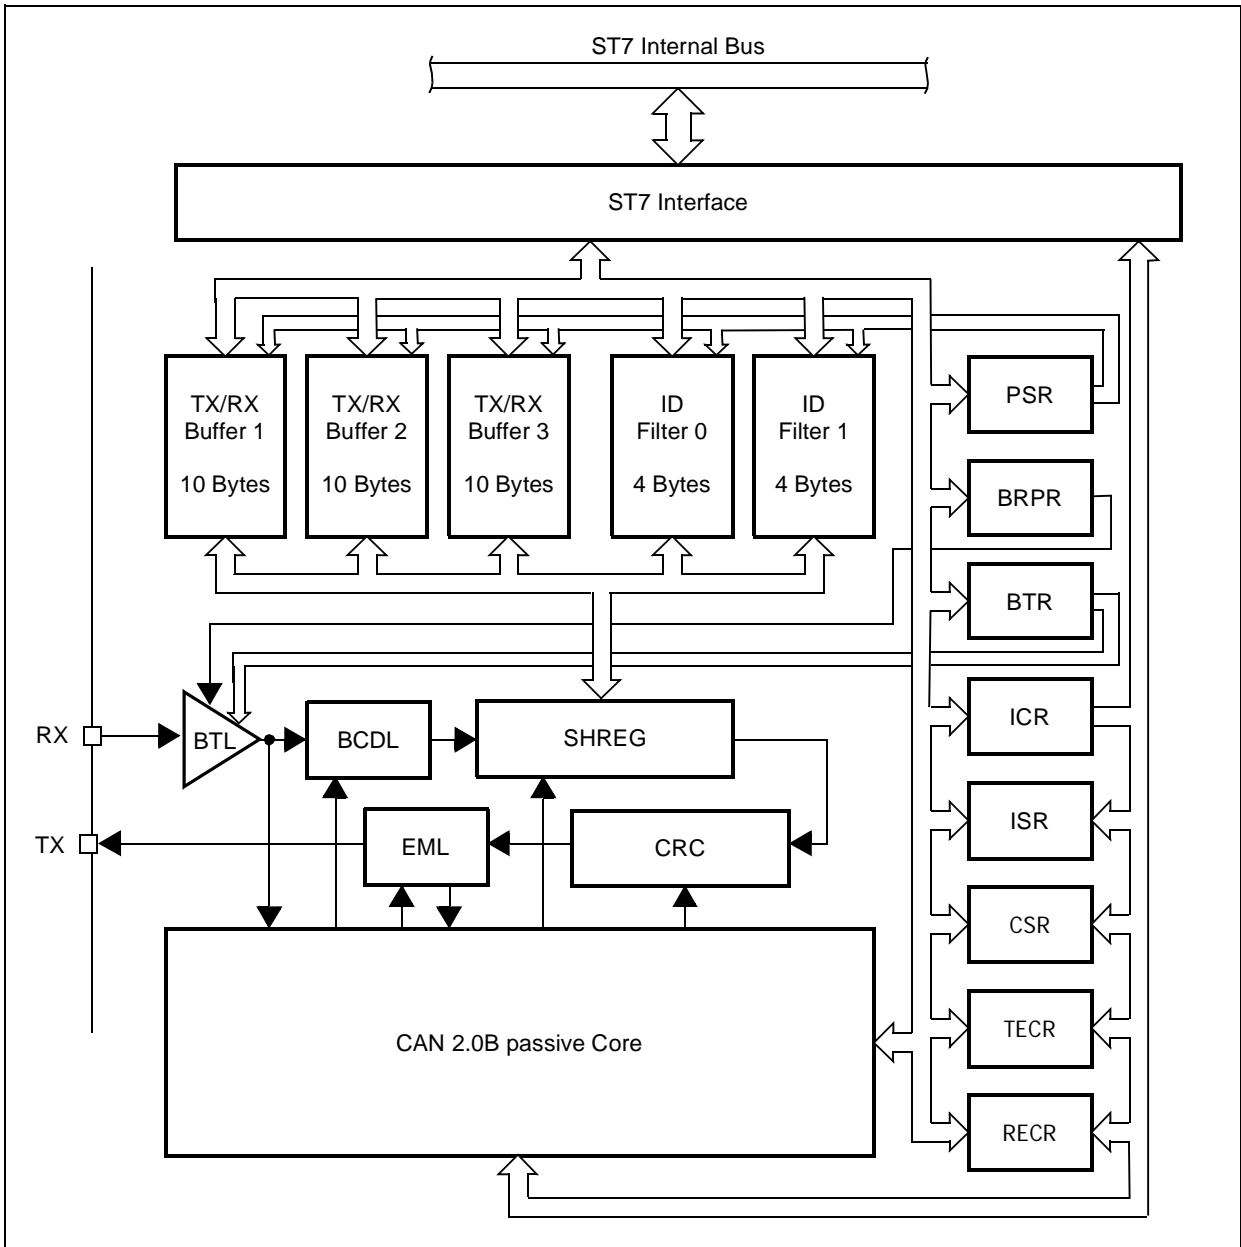 ST7 Internal Bus
ST7 Interface
TX/RX
Buffer 1
10 Bytes
TX/RX
Buffer 2
10 Bytes
TX/RX
Buffer 3
10 Bytes
ID
Filter 0
4 Bytes
ID
Filter 1
4 Bytes
PSR
BRPR
BTR
ICR
ISR
CSR
TECR
RECR
RX
BTL
BCDL
SHREG
TX
EML
CRC
CAN 2.0B passive Core